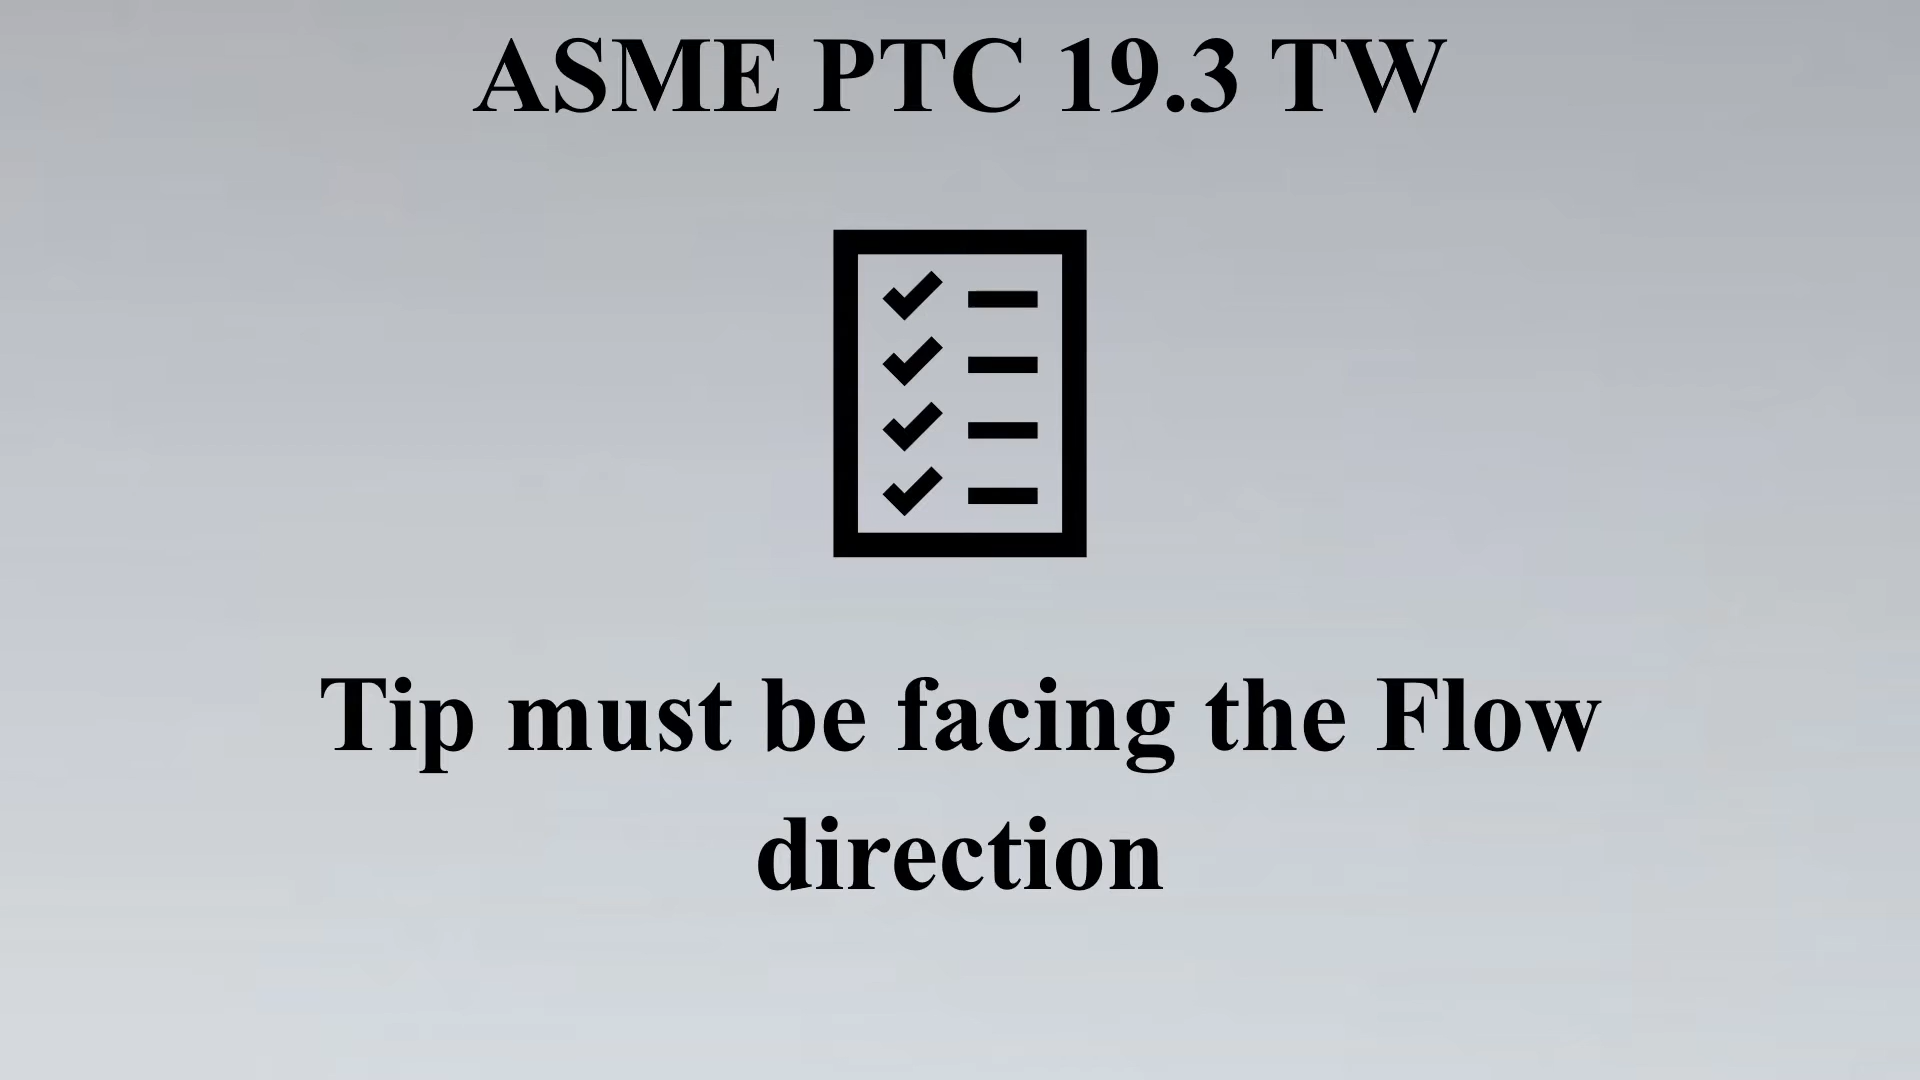 ASME PTC 19.3 TW
Tip must be facing the Flow
direction